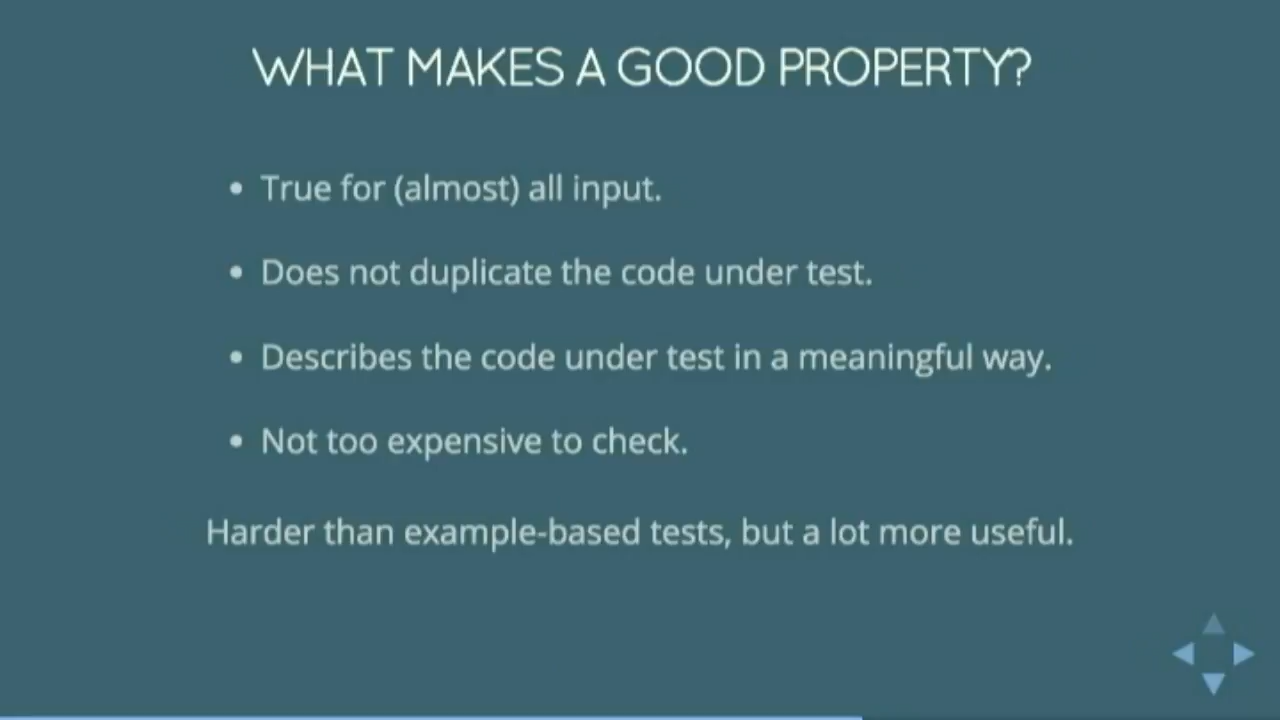 WHAT MAKES A GOOD PROPERTY?
• True for (almost) all input.
• Does not duplicate the code under test.
• Describes the code under test in a meaningful way.
• Not too expensive to check.
Harder than example-based tests, but a lot more useful.